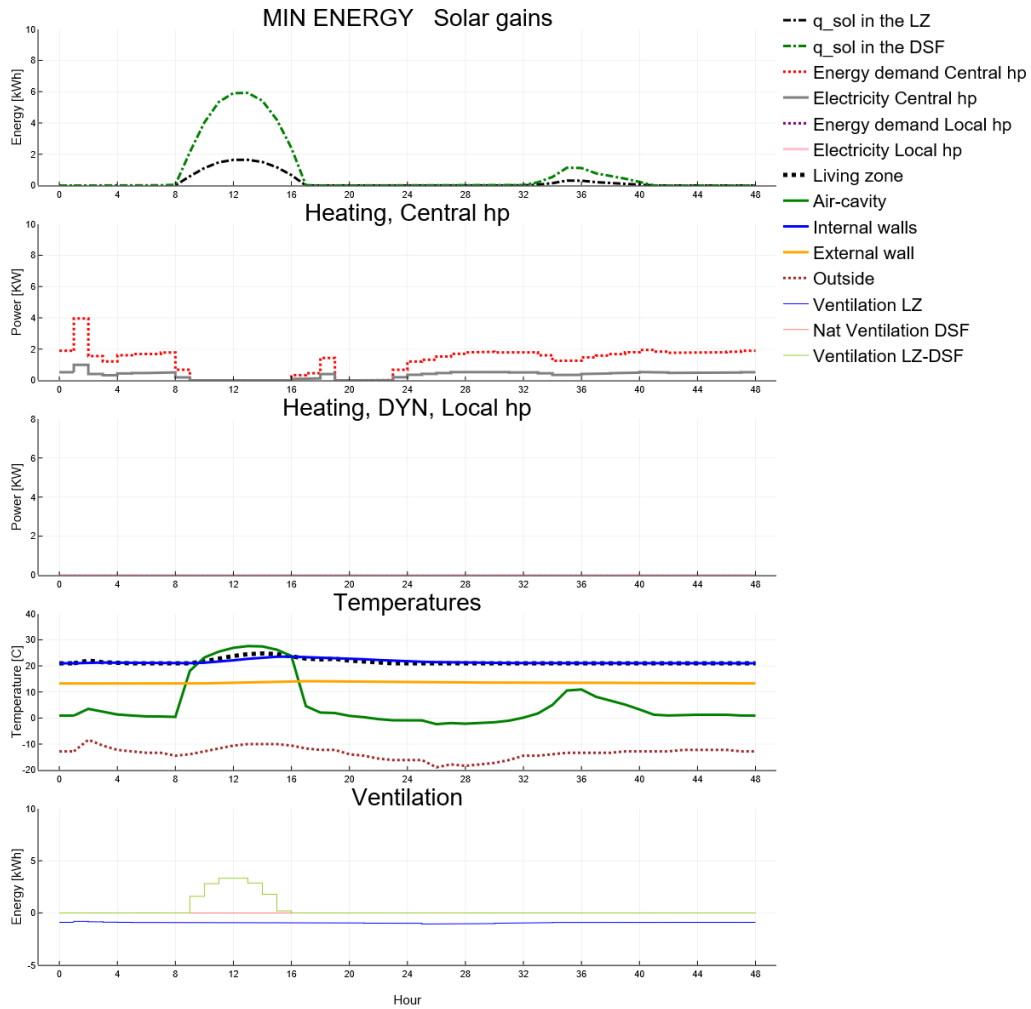 MIN ENERGY Solar gains
Energy [kWh]
10
8
6
4
2
0
0 4 8 12 16 20 24 28 32 36 40 44 48
Heating, Central hp
Power [KW]
10
8
6
4
2
0
0 4 8 12 16 20 24 28 32 36 40 44 48
Heating, DYN, Local hp
Power [KW]
8
6
4
2
0
0 4 8 12 16 20 24 28 32 36 40 44 48
Temperatures
Temperature [C]
40
30
20
10
0
-10
-20
0 4 8 12 16 20 24 28 32 36 40 44 48
Ventilation
Energy [kWh]
10
5
0
-5
0 4 8 12 16 20 24 28 32 36 40 44 48
Hour
q_sol in the LZ
q_sol in the DSF
Energy demand Central hp
Electricity Central hp
Energy demand Local hp
Electricity Local hp
Living zone
Air-cavity
Internal walls
External wall
Outside
Ventilation LZ
Nat Ventilation DSF
Ventilation LZ-DSF